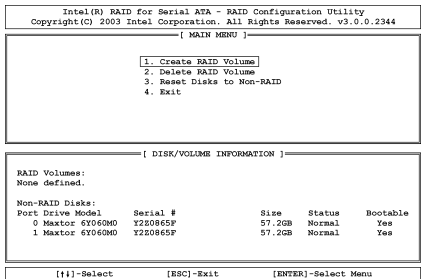 Intel(R) RAID for Serial ATA - RAID Configuration Utility
Copyright(C) 2003 Intel Corporation. All Rights Reserved. v3.0.0.2344
[ MAIN MENU ]
1. Create RAID Volume
2. Delete RAID Volume
3. Reset Disks to Non-RAID
4. Exit
[ DISK/VOLUME INFORMATION ]
RAID Volumes:
None defined.
Non-RAID Disks:
Port Drive Model Serial # Size Status Bootable
0 Maxtor 6Y060M0 Y2Z0865F 57.2GB Normal Yes
1 Maxtor 6Y060M0 Y2Z0865F 57.2GB Normal Yes
[↑↓]-Select [ESC]-Exit [ENTER]-Select Menu